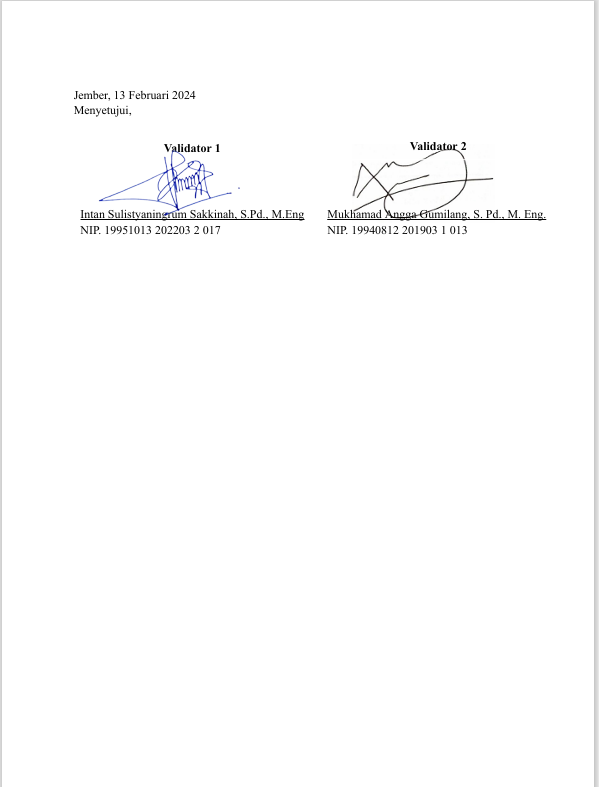 Jember, 13 Februari 2024
Menyetujui,
Validator 1
Validator 2
Intan Sulistyaningrum Sakkinah, S.Pd., M.Eng
Mukhamad Angga Gumilang, S. Pd., M. Eng.
NIP. 19951013 202203 2 017
NIP. 19940812 201903 1 013